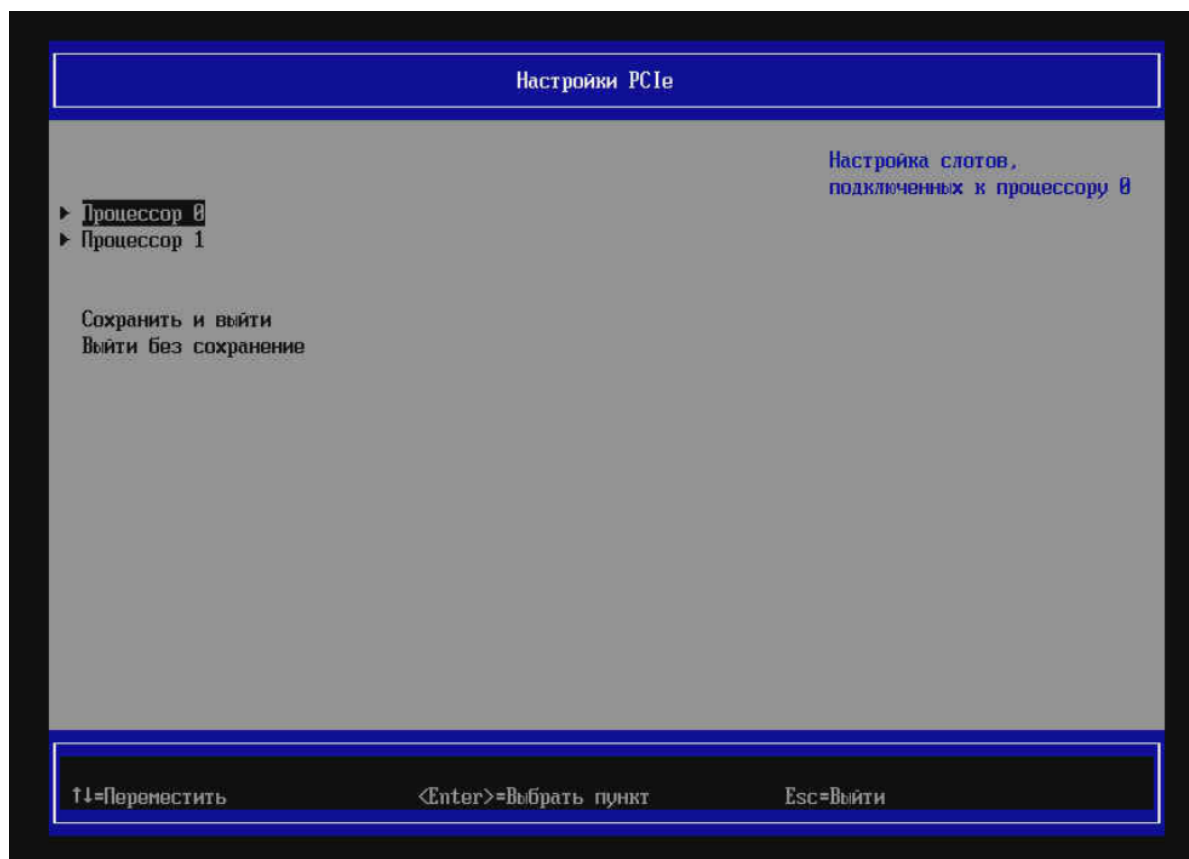 Настройки PCIe
Настройка слотов,
подключенных к процессору 0
▶ Процессор 0
▶ Процессор 1
Сохранить и выйти
Выйти без сохранение
↑↓=Переместить <Enter>=Выбрать пункт Esc=Выйти